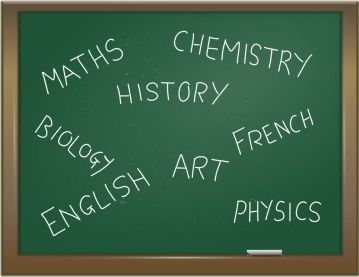 MATHS
CHEMISTRY
HISTORY
BIOLOGY
FRENCH
ART
ENGLISH
PHYSICS